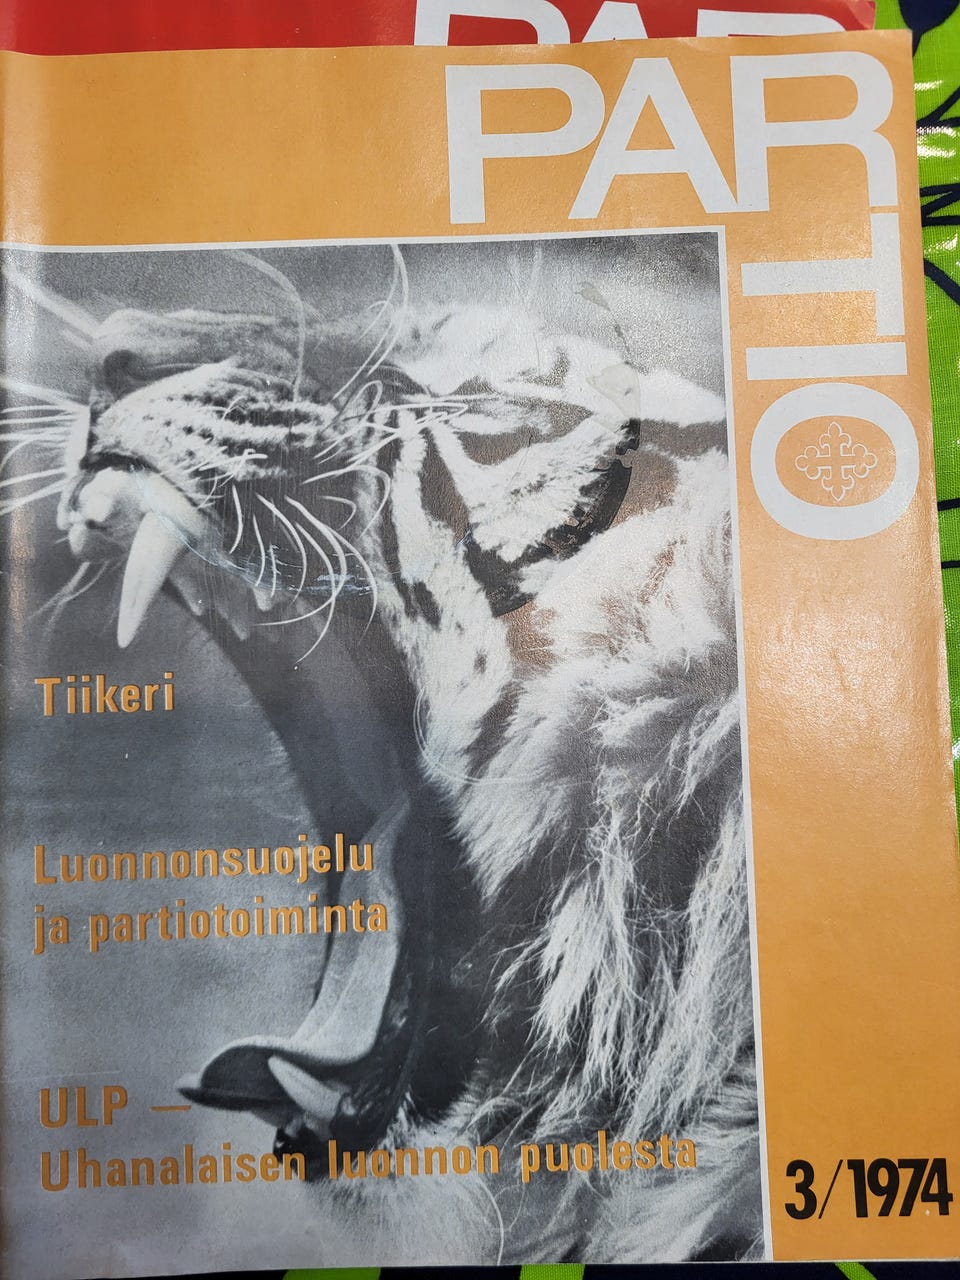 PAR
PARTIO
Tiikeri
Luonnonsuojelu
ja partiotoiminta
ULP –
Uhanalaisen luonnon puolesta
3/1974